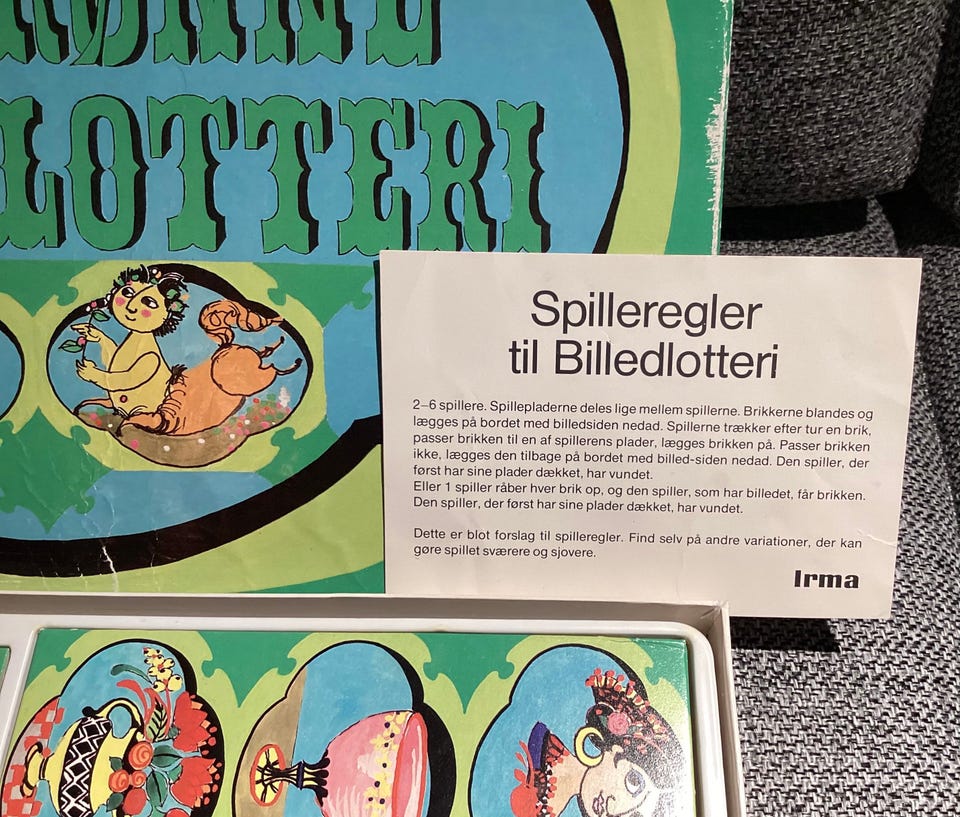 LOTTERI
Spilleregler
til Billedlotteri
2–6 spillere. Spillepladerne deles lige mellem spillerne. Brikkerne blandes og
lægges på bordet med billedsiden nedad. Spillerne trækker efter tur en brik,
passer brikken til en af spillerens plader, lægges brikken på. Passer brikken
ikke, lægges den tilbage på bordet med billed-siden nedad. Den spiller, der
først har sine plader dækket, har vundet.
Eller 1 spiller råber hver brik op, og den spiller, som har billedet, får brikken.
Den spiller, der først har sine plader dækket, har vundet.
Dette er blot forslag til spilleregler. Find selv på andre variationer, der kan
gøre spillet sværere og sjovere.
Irma